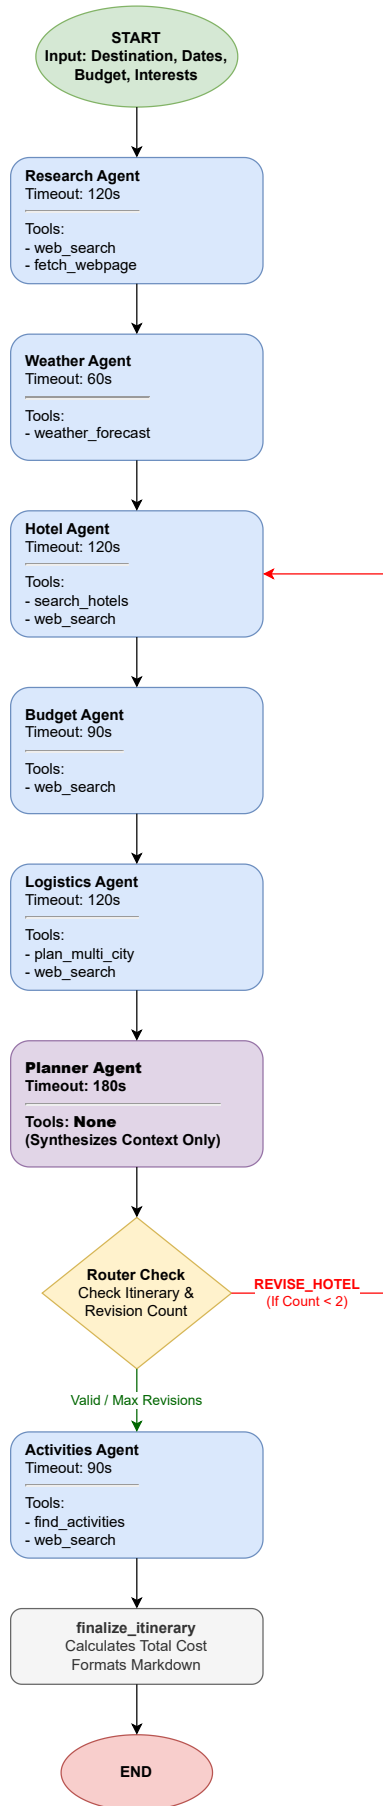 START
Input: Destination, Dates,
Budget, Interests
Research Agent
Timeout: 120s
Tools:
- web_search
- fetch_webpage
Weather Agent
Timeout: 60s
Tools:
- weather_forecast
Hotel Agent
Timeout: 120s
Tools:
- search_hotels
- web_search
Budget Agent
Timeout: 90s
Tools:
- web_search
Logistics Agent
Timeout: 120s
Tools:
- plan_multi_city
- web_search
Planner Agent
Timeout: 180s
Tools: None
(Synthesizes Context Only)
Router Check
Check Itinerary &
Revision Count
REVISE_HOTEL
(If Count < 2)
Valid / Max Revisions
Activities Agent
Timeout: 90s
Tools:
- find_activities
- web_search
finalize_itinerary
Calculates Total Cost
Formats Markdown
END